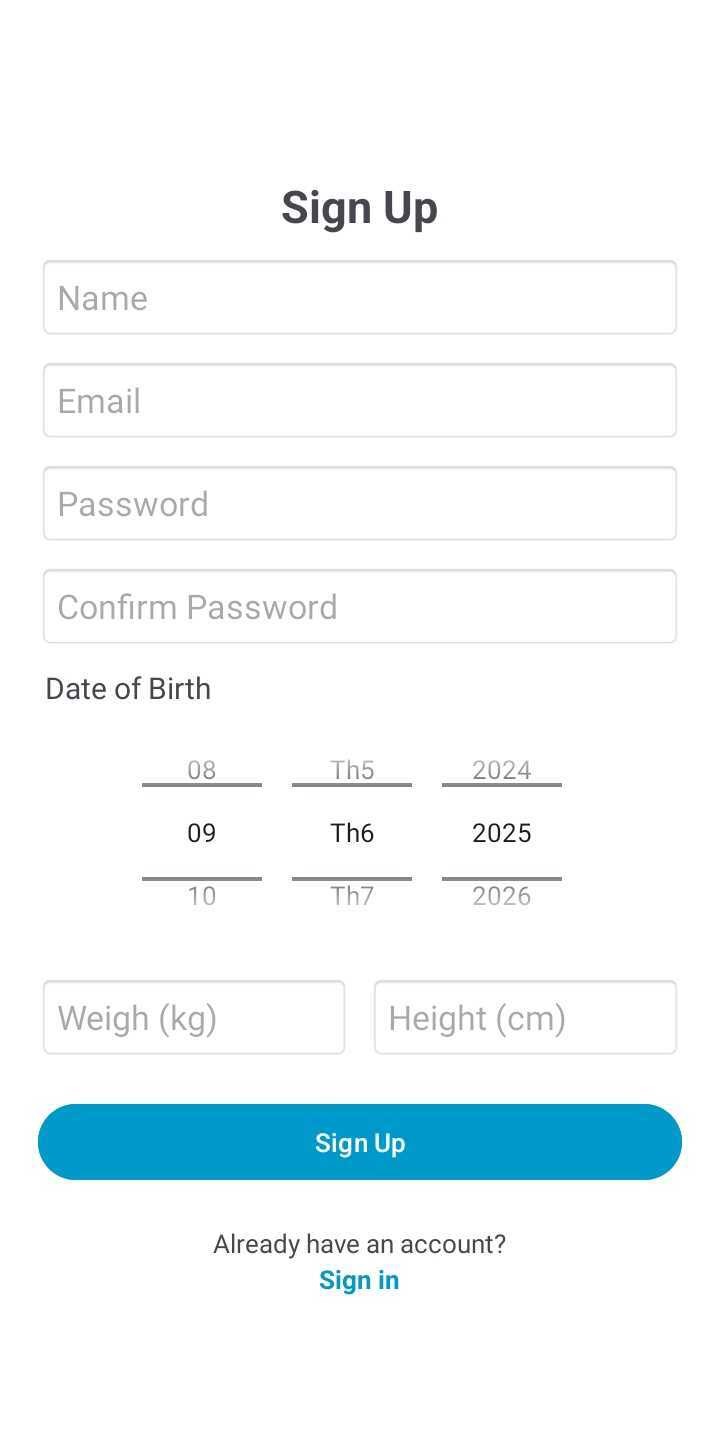 Sign Up
Name
Email
Password
Confirm Password
Date of Birth
08 Th5 2024
09 Th6 2025
10 Th7 2026
Weigh (kg) Height (cm)
Sign Up
Already have an account?
Sign in